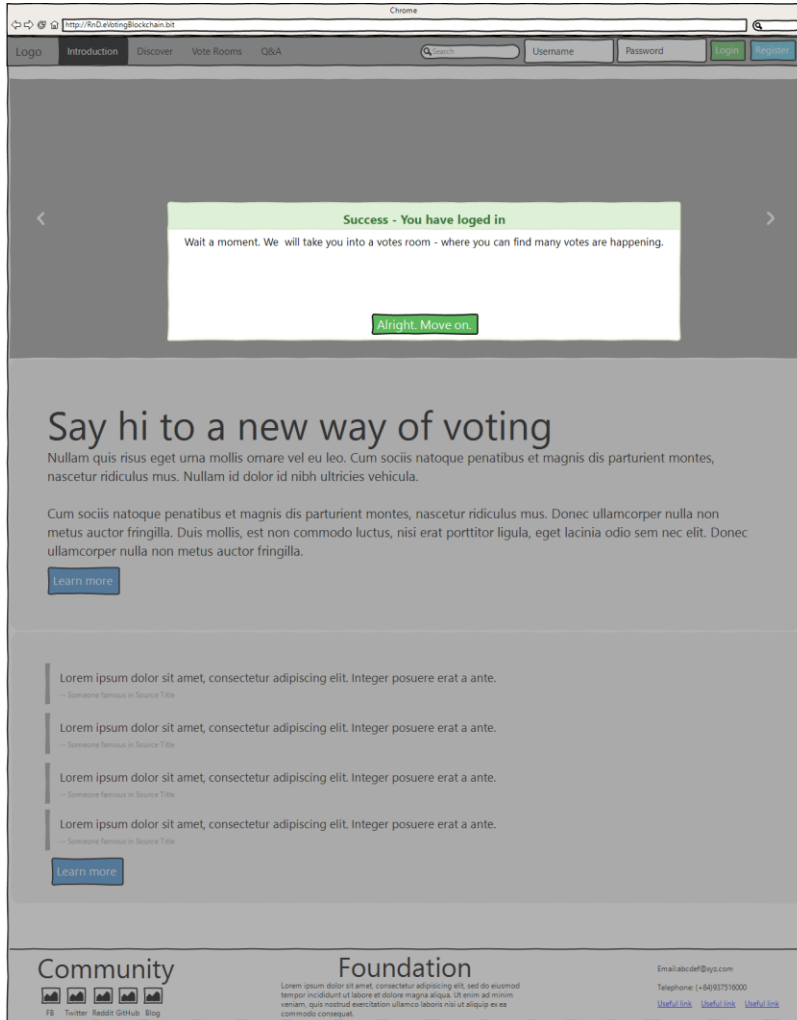 Chrome
http://RnD.eVotingBlockchain.bit
Logo Introduction Discover Vote Rooms Q&A Search Username Password Login Register
Success - You have loged in
Wait a moment. We will take you into a votes room - where you can find many votes are happening.
Alright. Move on.
Say hi to a new way of voting
Nullam quis risus eget urna mollis ornare vel eu leo. Cum sociis natoque penatibus et magnis dis parturient montes,
nascetur ridiculus mus. Nullam id dolor id nibh ultricies vehicula.
Cum sociis natoque penatibus et magnis dis parturient montes, nascetur ridiculus mus. Donec ullamcorper nulla non
metus auctor fringilla. Duis mollis, est non commodo luctus, nisi erat porttitor ligula, eget lacinia odio sem nec elit. Donec
ullamcorper nulla non metus auctor fringilla.
Learn more
Lorem ipsum dolor sit amet, consectetur adipiscing elit. Integer posuere erat a ante.
-- Someone famous in Source Title
Lorem ipsum dolor sit amet, consectetur adipiscing elit. Integer posuere erat a ante.
-- Someone famous in Source Title
Lorem ipsum dolor sit amet, consectetur adipiscing elit. Integer posuere erat a ante.
-- Someone famous in Source Title
Lorem ipsum dolor sit amet, consectetur adipiscing elit. Integer posuere erat a ante.
-- Someone famous in Source Title
Learn more
Community
FB Twitter Reddit GitHub Blog
Foundation
Lorem ipsum dolor sit amet, consectetur adipiscing elit, sed do eiusmod
tempor incididunt ut labore et dolore magna aliqua. Ut enim ad minim
veniam, quis nostrud exercitation ullamco laboris nisi ut aliquip ex ea
commodo consequat.
Email:abcdef@xyz.com
Telephone: (+84)937516000
Useful link Useful link Useful link